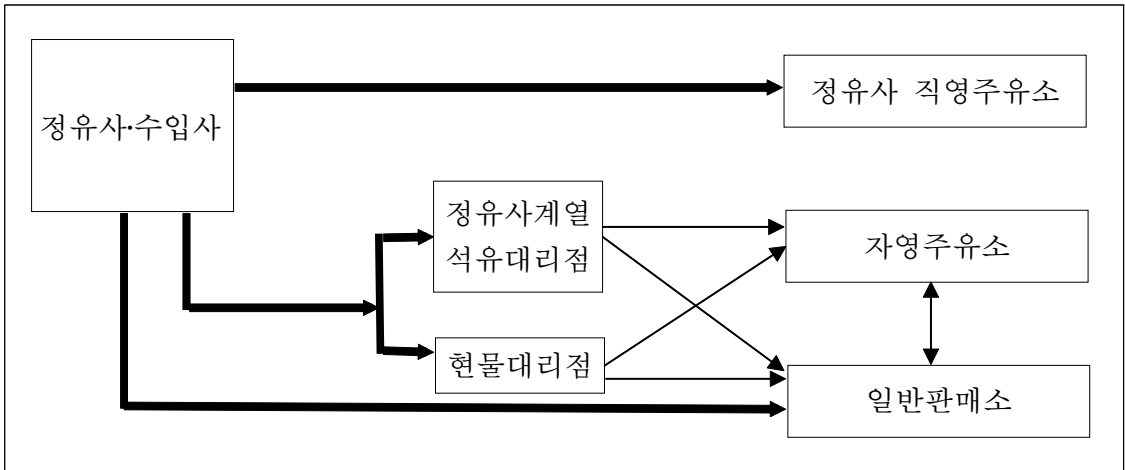 정유사·수입사
정유사 직영주유소
정유사계열
석유대리점
자영주유소
현물대리점
일반판매소